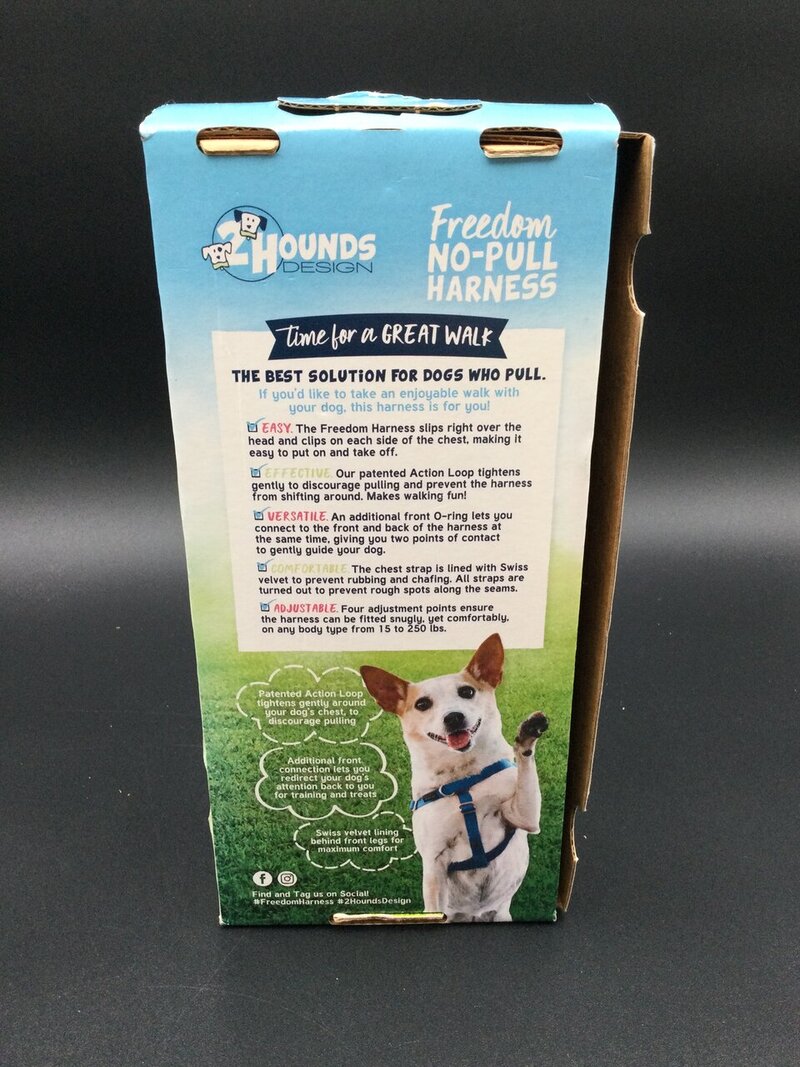 2 HOUNDS
DESIGN
Freedom
NO-PULL
HARNESS
Time for a GREAT WALK
THE BEST SOLUTION FOR DOGS WHO PULL.
If you'd like to take an enjoyable walk with
your dog, this harness is for you!
EASY. The Freedom Harness slips right over the
head and clips on each side of the chest, making it
easy to put on and take off.
EFFECTIVE. Our patented Action Loop tightens
gently to discourage pulling and prevent the harness
from shifting around. Makes walking fun!
VERSATILE. An additional front O-ring lets you
connect to the front and back of the harness at
the same time, giving you two points of contact
to gently guide your dog.
COMFORTABLE. The chest strap is lined with Swiss
velvet to prevent rubbing and chafing. All straps are
turned out to prevent rough spots along the seams.
ADJUSTABLE. Four adjustment points ensure
the harness can be fitted snugly, yet comfortably,
on any body type from 15 to 250 lbs.
Patented Action Loop
tightens gently around
your dog's chest, to
discourage pulling
Additional front
connection lets you
redirect your dog's
attention back to you
for training and treats
Swiss velvet lining
behind front legs for
maximum comfort
Find and Tag us on Social!
#FreedomHarness #2HoundsDesign